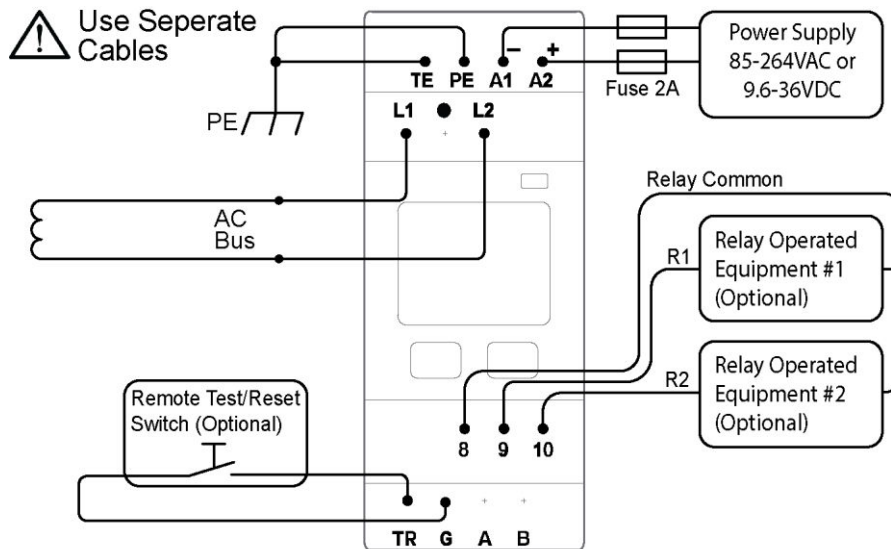 Use Seperate
Cables
Power Supply
85-264VAC or
9.6-36VDC
Fuse 2A
− +
TE PE A1 A2
L1 L2
PE
AC
Bus
Relay Common
R1
Relay Operated
Equipment #1
(Optional)
R2
Relay Operated
Equipment #2
(Optional)
Remote Test/Reset
Switch (Optional)
8 9 10
TR G A B